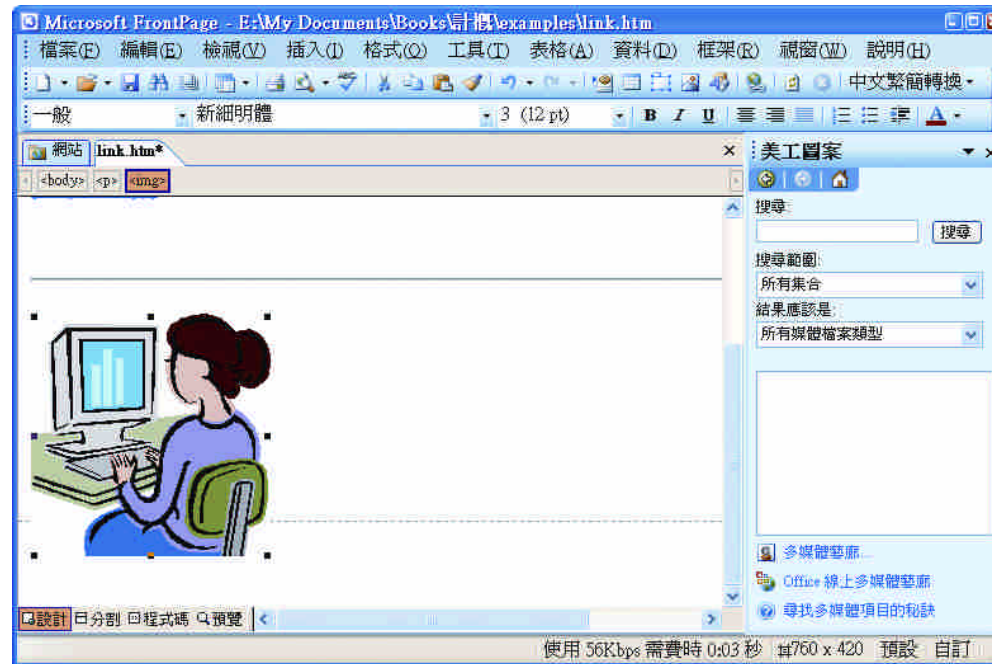 Microsoft FrontPage - E:\My Documents\Books\計概\examples\link.htm
檔案(F) 編輯(E) 檢視(V) 插入(I) 格式(O) 工具(T) 表格(A) 資料(D) 框架(R) 視窗(W) 說明(H)
中文繁簡轉換
一般 新細明體 3 (12 pt) B I U A
網站 link.htm*
<body> <p> <img>
美工圖案
搜尋:
搜尋
搜尋範圍:
所有集合
結果應該是:
所有媒體檔案類型
多媒體藝廊...
Office 線上多媒體藝廊
尋找多媒體項目的秘訣
設計 分割 程式碼 預覽
使用 56Kbps 需費時 0:03 秒 760 x 420 預設 自訂